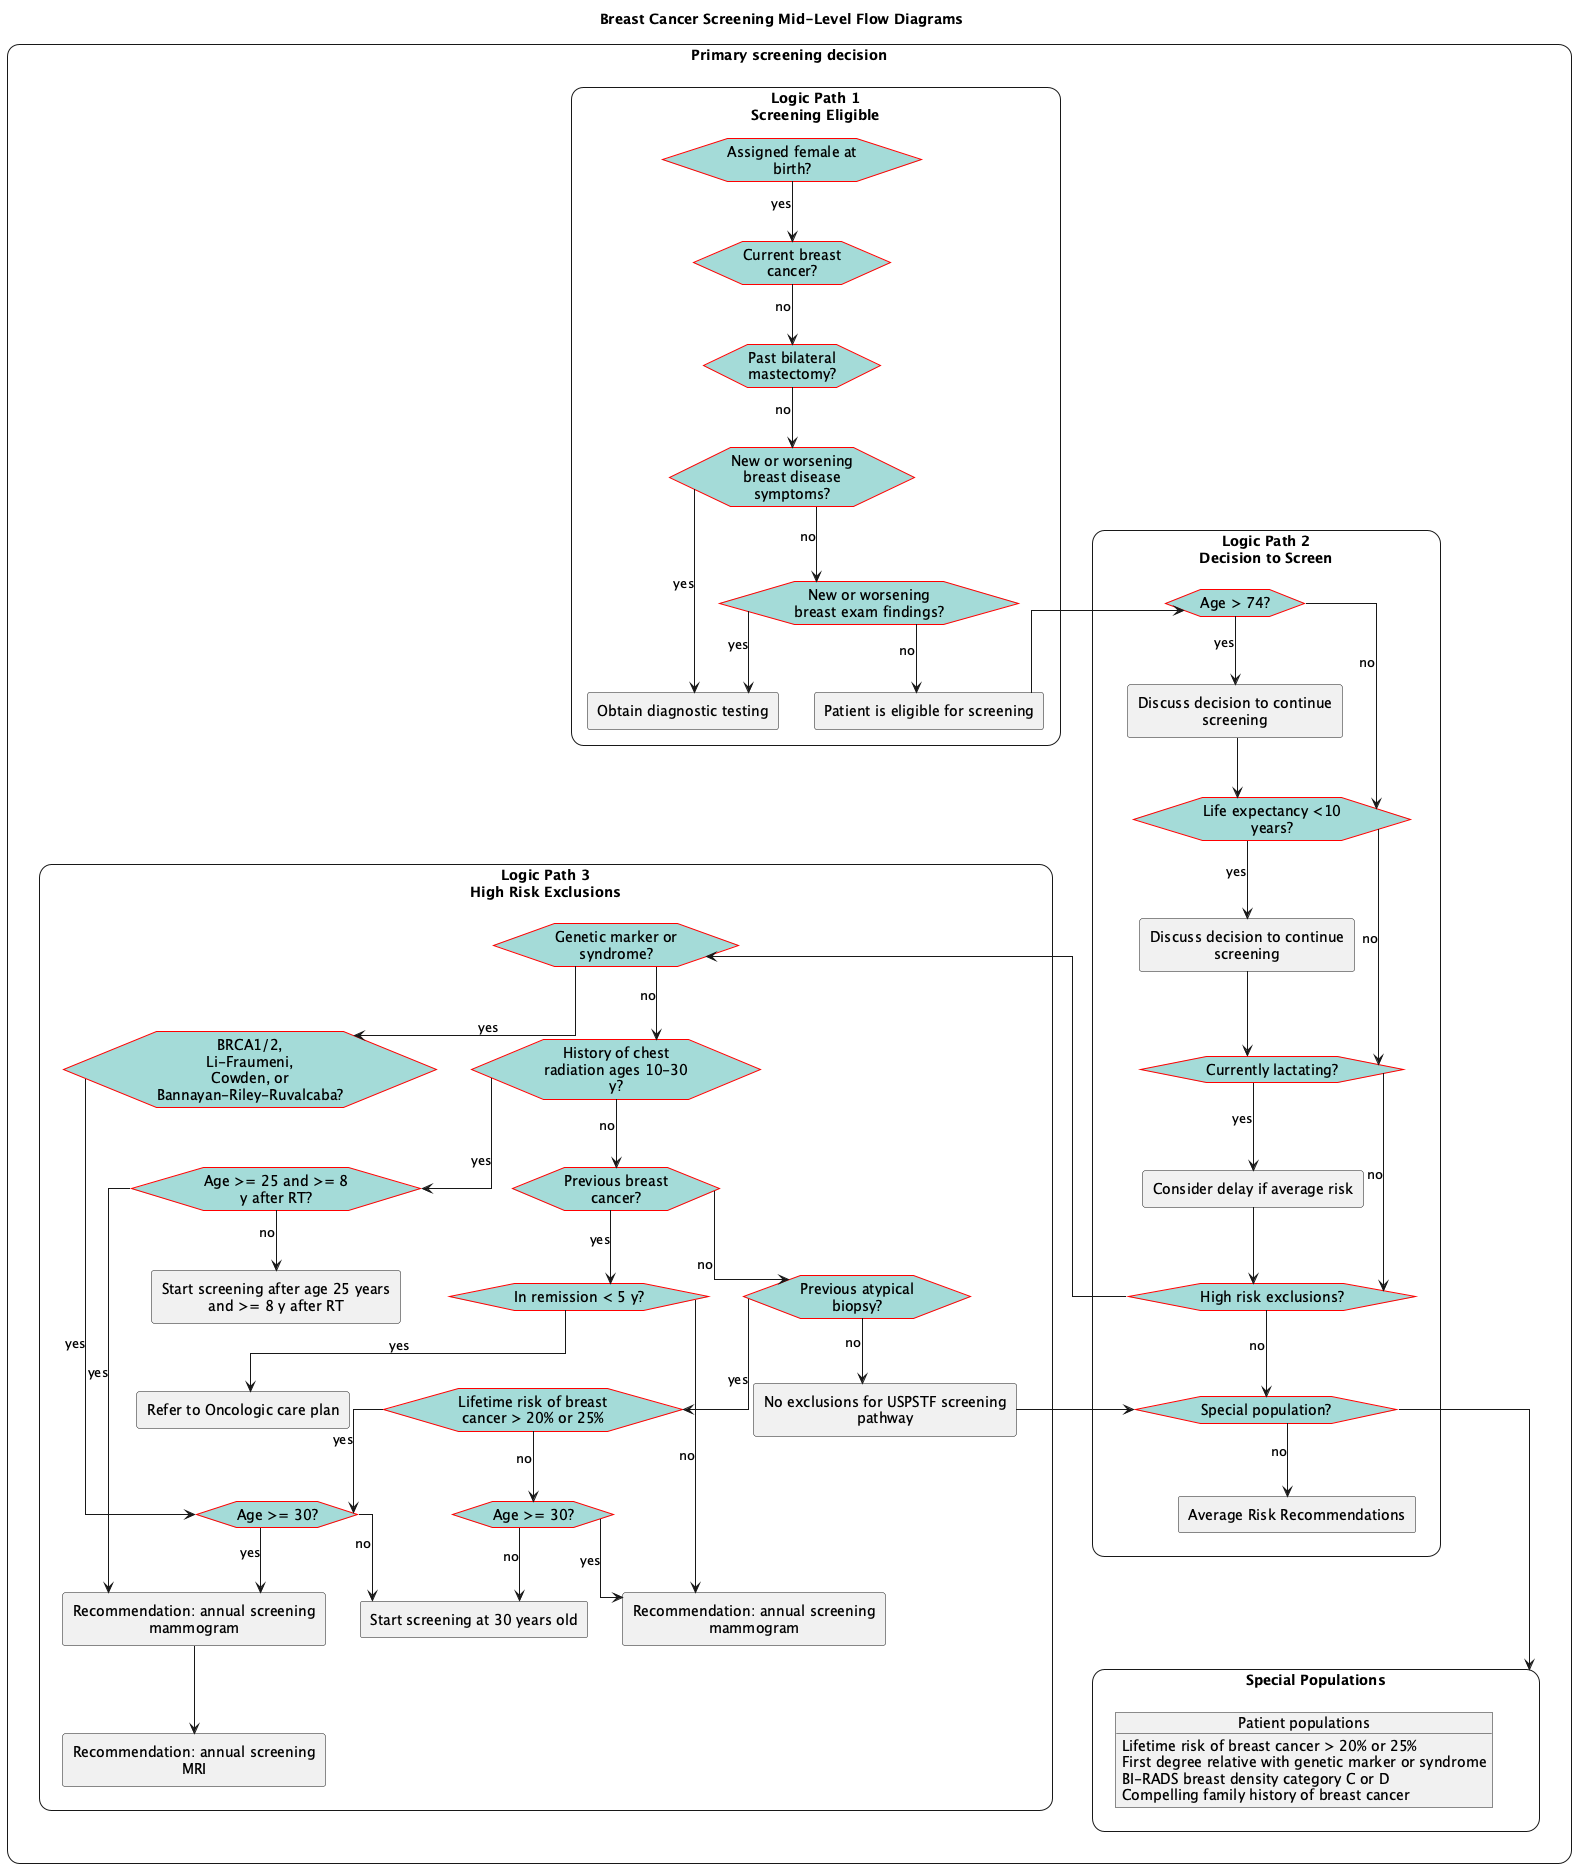 Breast Cancer Screening Mid-Level Flow Diagrams
Primary screening decision
Logic Path 1
Screening Eligible
Assigned female at
birth?
yes
Current breast
cancer?
no
Past bilateral
mastectomy?
no
New or worsening
breast disease
symptoms?
no
yes
New or worsening
breast exam findings?
yes
no
Obtain diagnostic testing
Patient is eligible for screening
Logic Path 2
Decision to Screen
Age > 74?
yes
no
Discuss decision to continue
screening
Life expectancy <10
years?
yes
no
Discuss decision to continue
screening
Currently lactating?
yes
no
Consider delay if average risk
High risk exclusions?
no
Special population?
no
Average Risk Recommendations
Logic Path 3
High Risk Exclusions
Genetic marker or
syndrome?
no
yes
BRCA1/2,
Li-Fraumeni,
Cowden, or
Bannayan-Riley-Ruvalcaba?
History of chest
radiation ages 10-30
y?
no
yes
Age >= 25 and >= 8
y after RT?
Previous breast
cancer?
no
yes
no
Start screening after age 25 years
and >= 8 y after RT
In remission < 5 y?
Previous atypical
biopsy?
yes
yes
yes
no
yes
Refer to Oncologic care plan
Lifetime risk of breast
cancer > 20% or 25%
No exclusions for USPSTF screening
pathway
yes
no
no
Age >= 30?
Age >= 30?
yes
no
no
yes
Recommendation: annual screening
mammogram
Start screening at 30 years old
Recommendation: annual screening
mammogram
Recommendation: annual screening
MRI
Special Populations
Patient populations
Lifetime risk of breast cancer > 20% or 25%
First degree relative with genetic marker or syndrome
BI-RADS breast density category C or D
Compelling family history of breast cancer